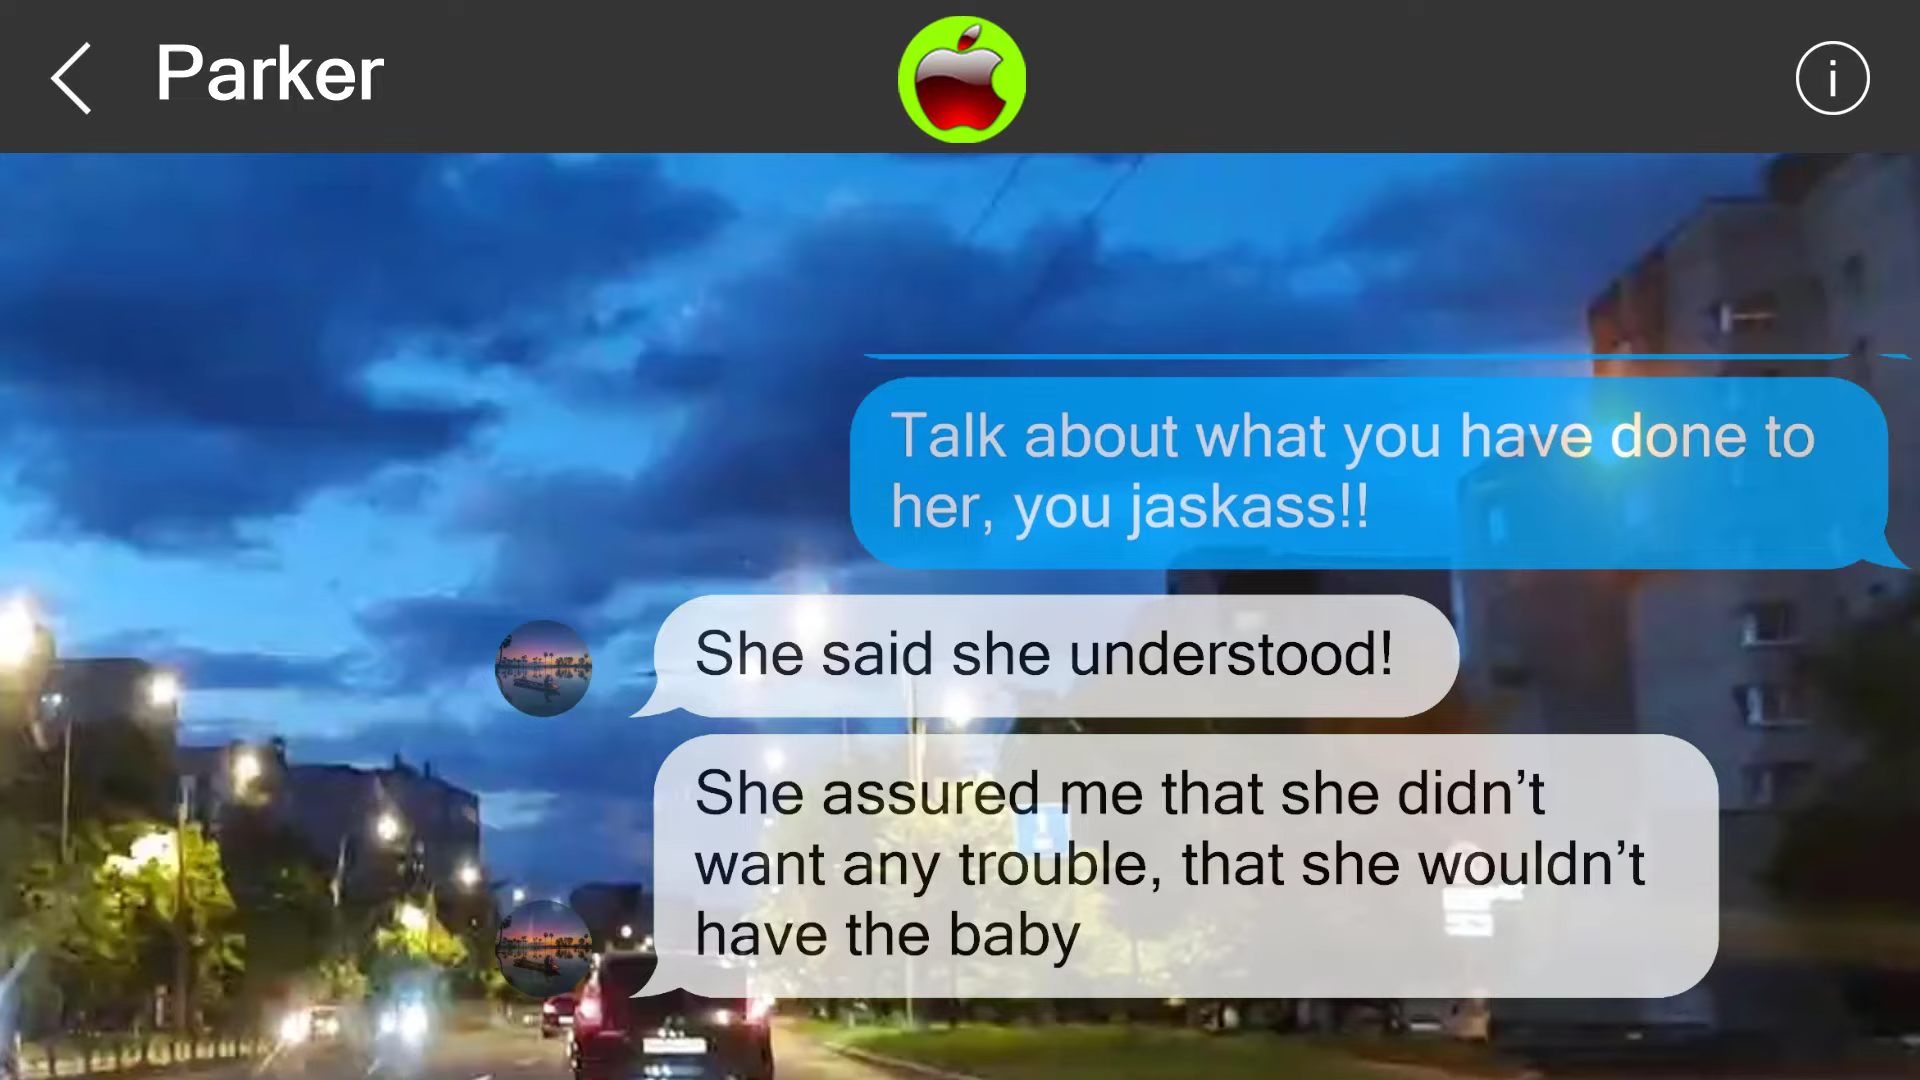 Parker
Talk about what you have done to
her, you jaskass!!
She said she understood!
She assured me that she didn’t
want any trouble, that she wouldn’t
have the baby